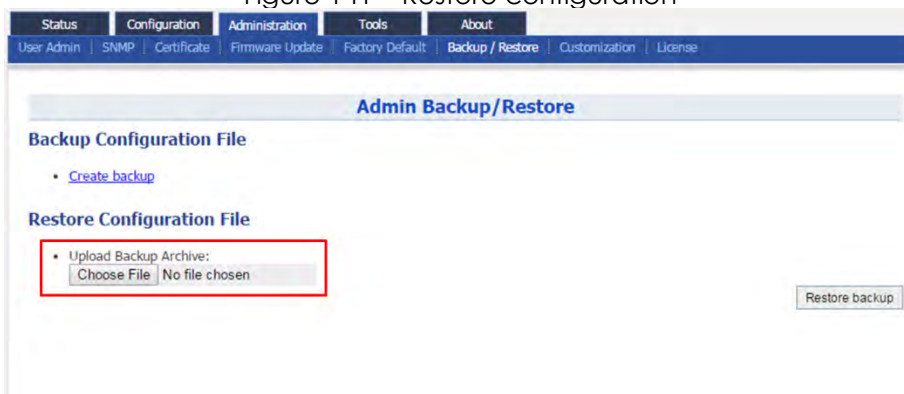 Restore Configuration
Status Configuration Administration Tools About
User Admin | SNMP | Certificate | Firmware Update | Factory Default | Backup / Restore | Customization | License
Admin Backup/Restore
Backup Configuration File
• Create backup
Restore Configuration File
• Upload Backup Archive:
Choose File No file chosen
Restore backup